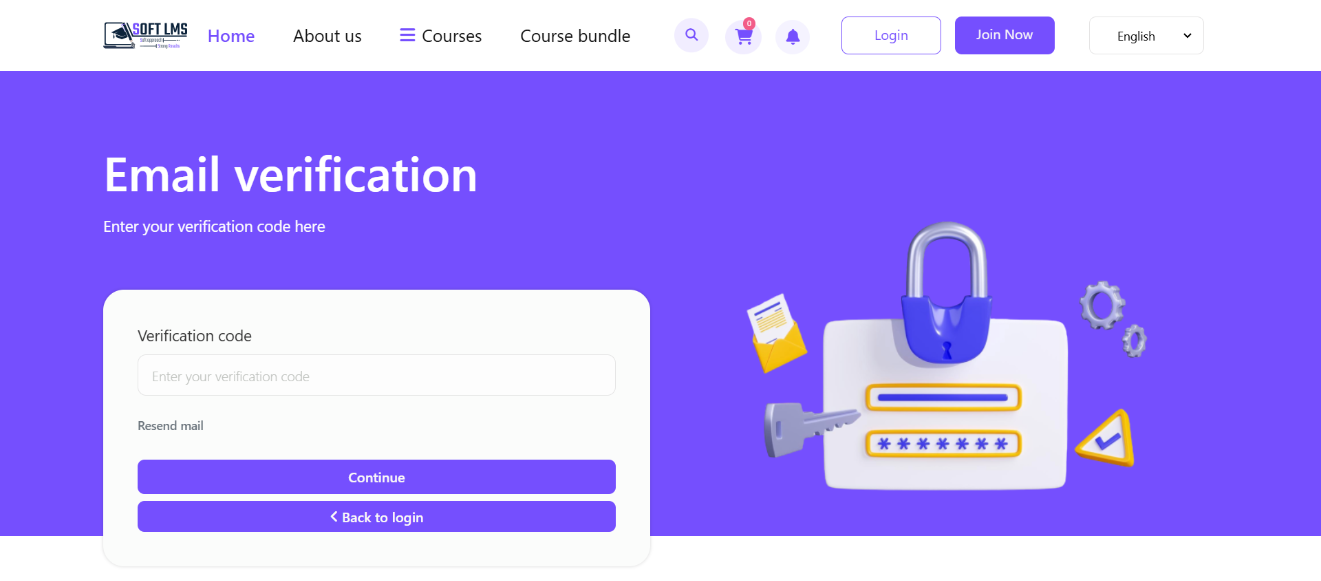 SOFT LMS
Home
About us
Courses
Course bundle
0
Login
Join Now
English
Email verification
Enter your verification code here
Verification code
Enter your verification code
Resend mail
Continue
Back to login